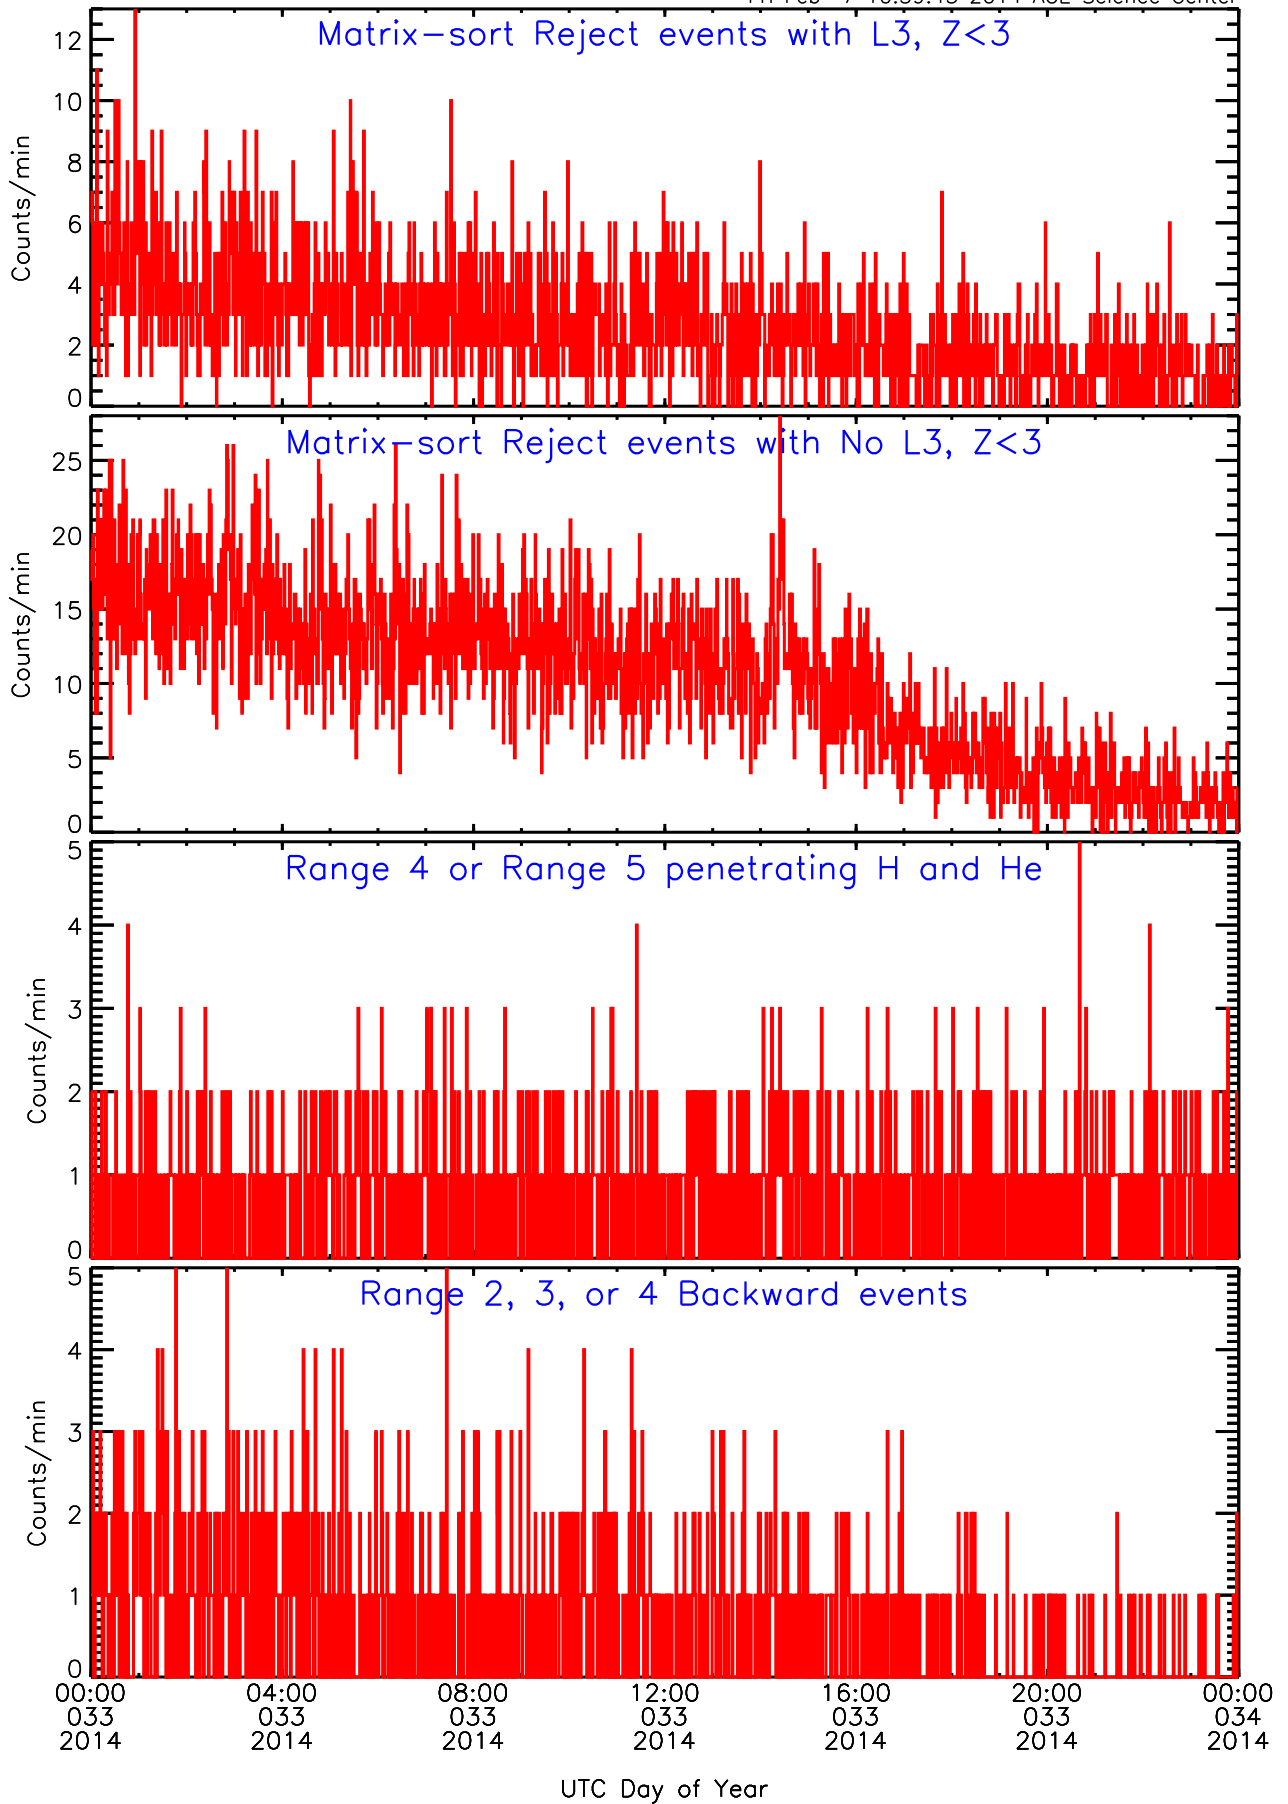 Matrix-sort Reject events with L3, Z<3
12
10
8
6
4
2
0
Counts/min
Matrix-sort Reject events with No L3, Z<3
25
20
15
10
5
0
Counts/min
Range 4 or Range 5 penetrating H and He
5
4
3
2
1
0
Counts/min
Range 2, 3, or 4 Backward events
5
4
3
2
1
0
Counts/min
00:00 04:00 08:00 12:00 16:00 20:00 00:00
033 033 033 033 033 033 034
2014 2014 2014 2014 2014 2014 2014
UTC Day of Year